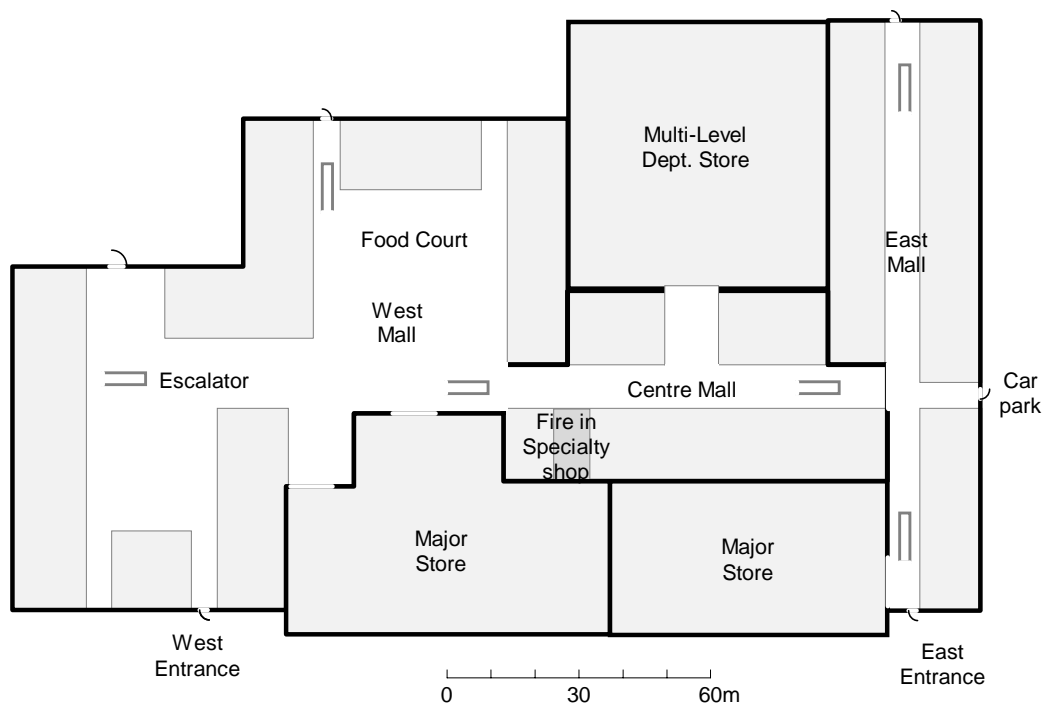 Multi-Level
Dept. Store
Food Court
East
Mall
West
Mall
Escalator
Centre Mall
Car
park
Fire in
Specialty
shop
Major
Store
Major
Store
West
Entrance
East
Entrance
0
30
60m